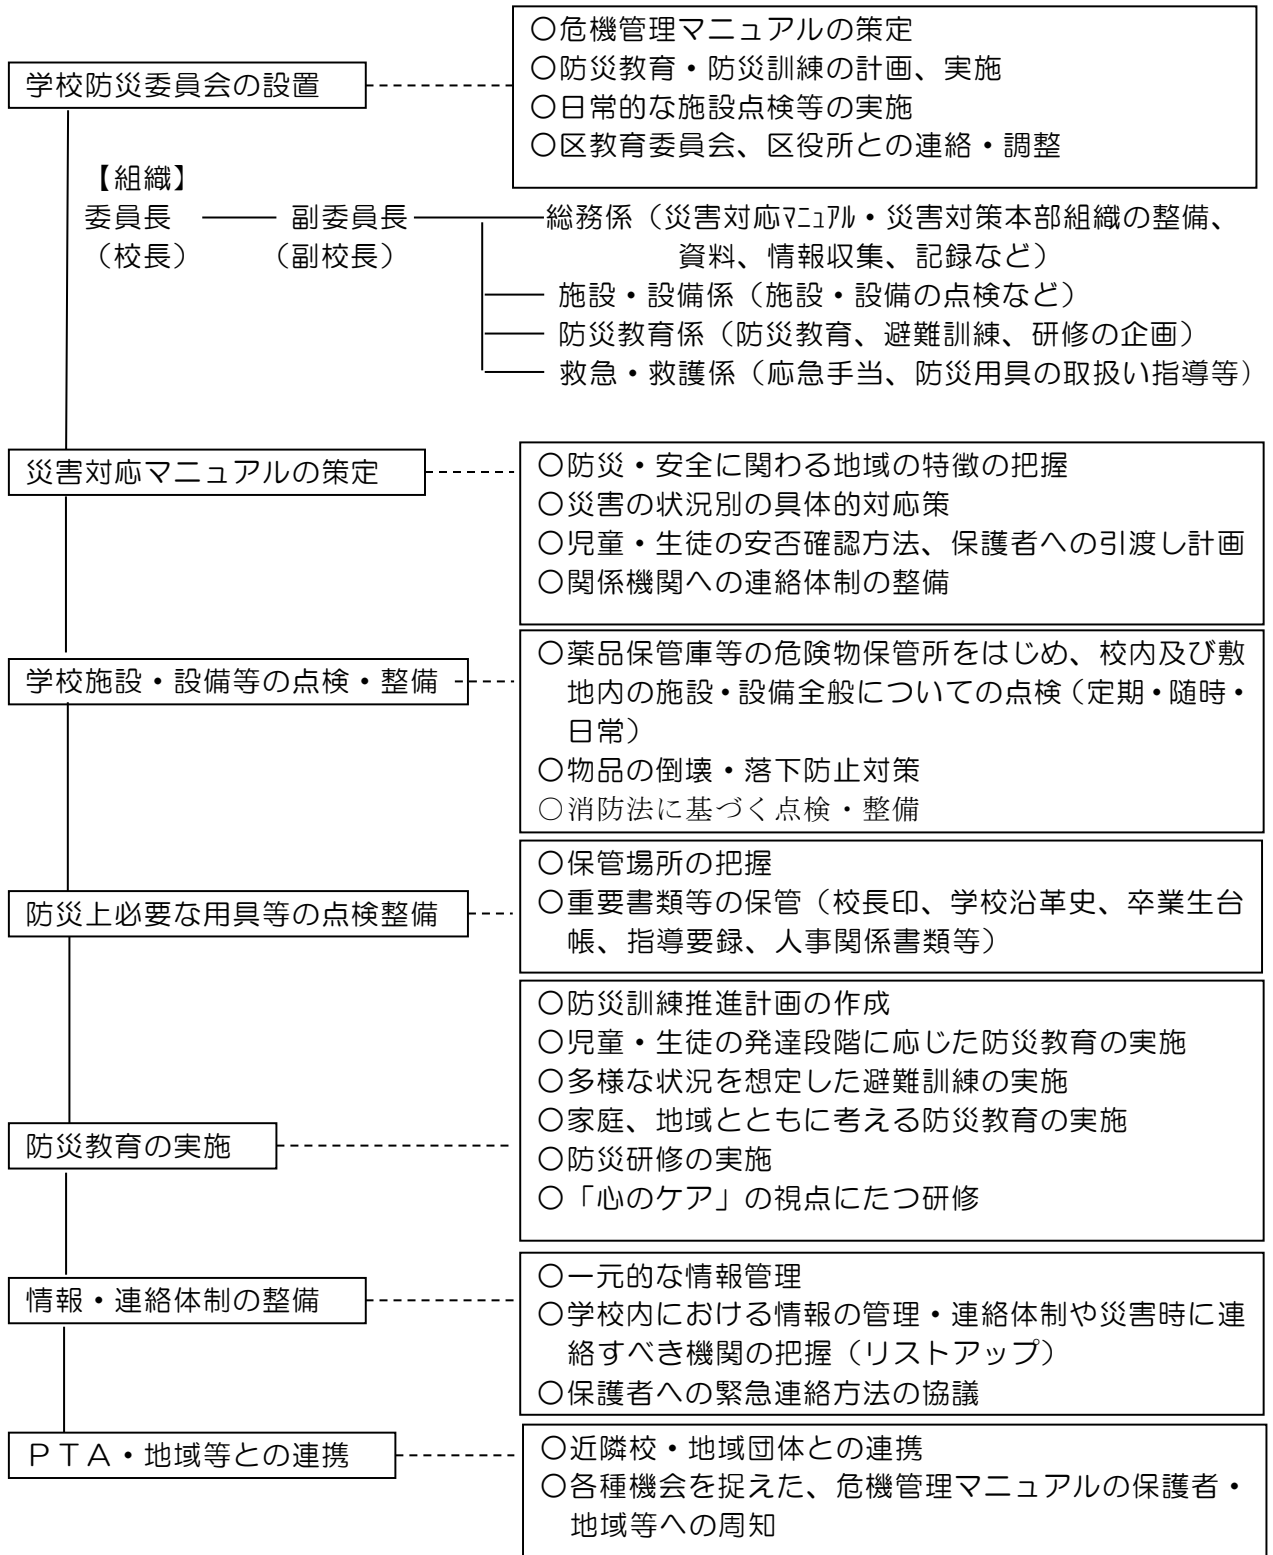 学校防災委員会の設置
○危機管理マニュアルの策定
○防災教育・防災訓練の計画、実施
○日常的な施設点検等の実施
○区教育委員会、区役所との連絡・調整
【組織】
委員長 副委員長 総務係（災害対応ﾏﾆｭｱﾙ・災害対策本部組織の整備、
（校長） （副校長） 資料、情報収集、記録など）
施設・設備係（施設・設備の点検など）
防災教育係（防災教育、避難訓練、研修の企画）
救急・救護係（応急手当、防災用具の取扱い指導等）
災害対応マニュアルの策定
○防災・安全に関わる地域の特徴の把握
○災害の状況別の具体的対応策
○児童・生徒の安否確認方法、保護者への引渡し計画
○関係機関への連絡体制の整備
学校施設・設備等の点検・整備
○薬品保管庫等の危険物保管所をはじめ、校内及び敷
地内の施設・設備全般についての点検（定期・随時・
日常）
○物品の倒壊・落下防止対策
○消防法に基づく点検・整備
防災上必要な用具等の点検整備
○保管場所の把握
○重要書類等の保管（校長印、学校沿革史、卒業生台
帳、指導要録、人事関係書類等）
防災教育の実施
○防災訓練推進計画の作成
○児童・生徒の発達段階に応じた防災教育の実施
○多様な状況を想定した避難訓練の実施
○家庭、地域とともに考える防災教育の実施
○防災研修の実施
○「心のケア」の視点にたつ研修
情報・連絡体制の整備
○一元的な情報管理
○学校内における情報の管理・連絡体制や災害時に連
絡すべき機関の把握（リストアップ）
○保護者への緊急連絡方法の協議
ＰＴＡ・地域等との連携
○近隣校・地域団体との連携
○各種機会を捉えた、危機管理マニュアルの保護者・
地域等への周知